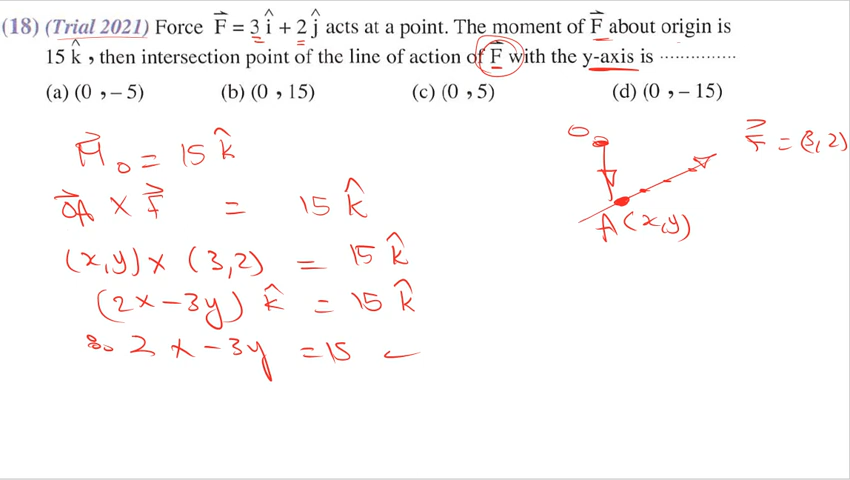 (18) (Trial 2021) Force F⃗ = 3 î + 2 ĵ acts at a point. The moment of F⃗ about origin is
15 k̂ , then intersection point of the line of action of F⃗ with the y-axis is ...............
(a) (0 , – 5) (b) (0 , 15) (c) (0 , 5) (d) (0 , – 15)
M⃗o = 15 k̂
OA⃗ × F⃗ = 15 k̂
(x,y) × (3,2) = 15 k̂
(2x – 3y) k̂ = 15 k̂
∴ 2x – 3y = 15
O
F⃗ = (3,2)
A (x,y)